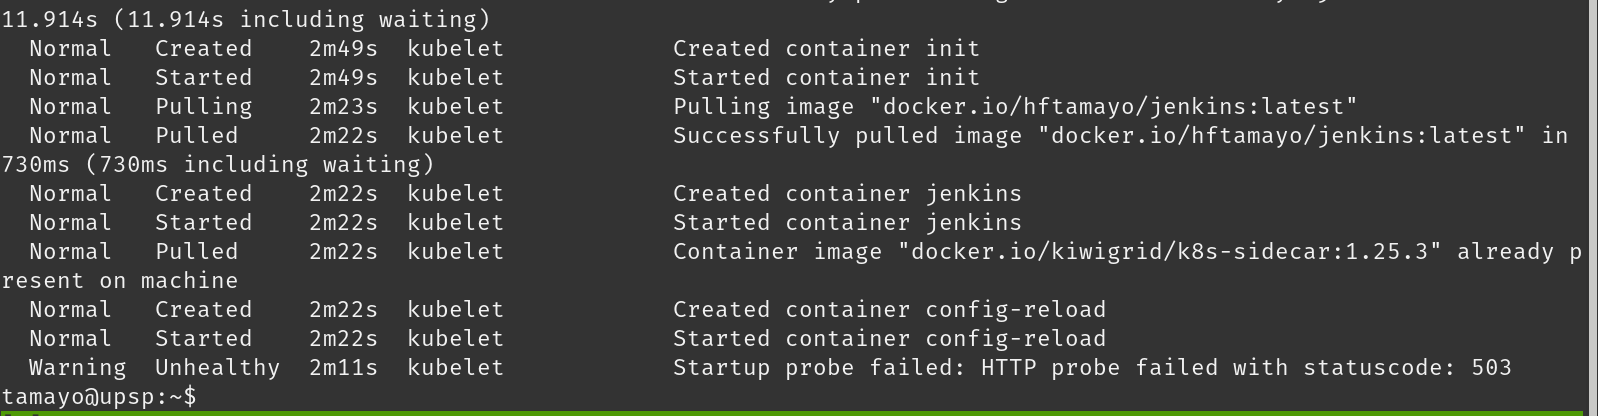 11.914s (11.914s including waiting)
  Normal   Created    2m49s  kubelet            Created container init
  Normal   Started    2m49s  kubelet            Started container init
  Normal   Pulling    2m23s  kubelet            Pulling image "docker.io/hftamayo/jenkins:latest"
  Normal   Pulled     2m22s  kubelet            Successfully pulled image "docker.io/hftamayo/jenkins:latest" in
730ms (730ms including waiting)
  Normal   Created    2m22s  kubelet            Created container jenkins
  Normal   Started    2m22s  kubelet            Started container jenkins
  Normal   Pulled     2m22s  kubelet            Container image "docker.io/kiwigrid/k8s-sidecar:1.25.3" already p
resent on machine
  Normal   Created    2m22s  kubelet            Created container config-reload
  Normal   Started    2m22s  kubelet            Started container config-reload
  Warning  Unhealthy  2m11s  kubelet            Startup probe failed: HTTP probe failed with statuscode: 503
tamayo@upsp:~$